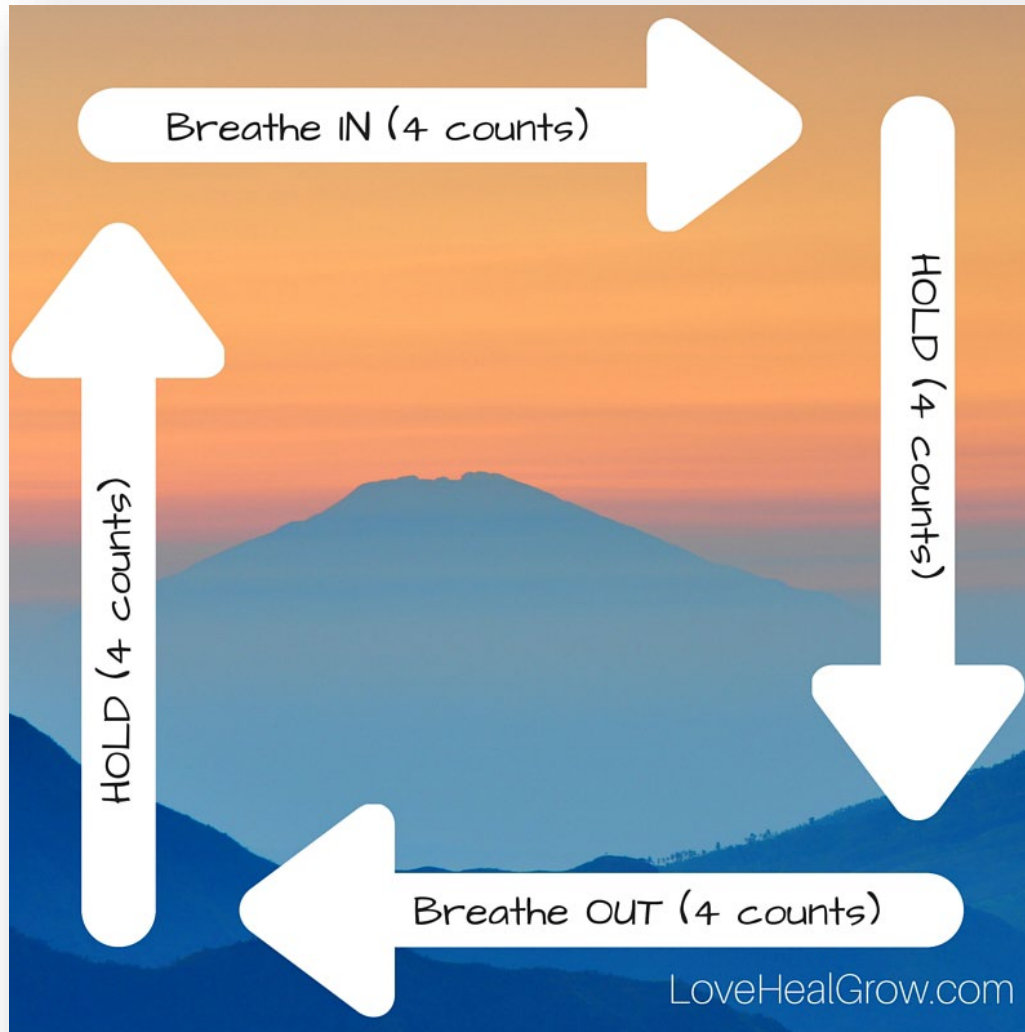 Breathe IN (4 counts)
HOLD (4 counts)
Breathe OUT (4 counts)
HOLD (4 counts)
LoveHealGrow.com